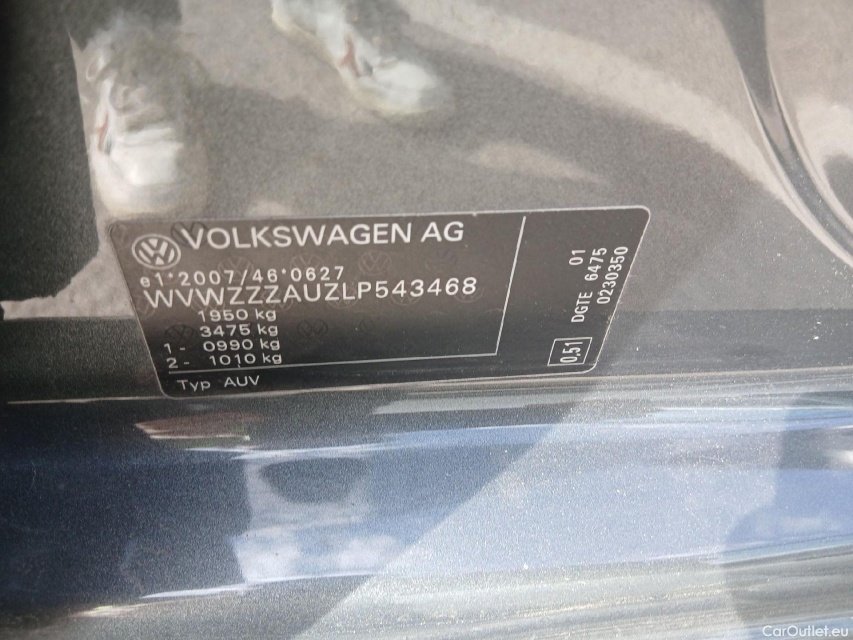 VOLKSWAGEN AG
e1*2007/46*0627
WVWZZZAUZLP543468
1950 kg
3475 kg
1- 0990 kg
2- 1010 kg
Typ AUV
01
DGTE 6475
0230350
0,51
CarOutlet.eu